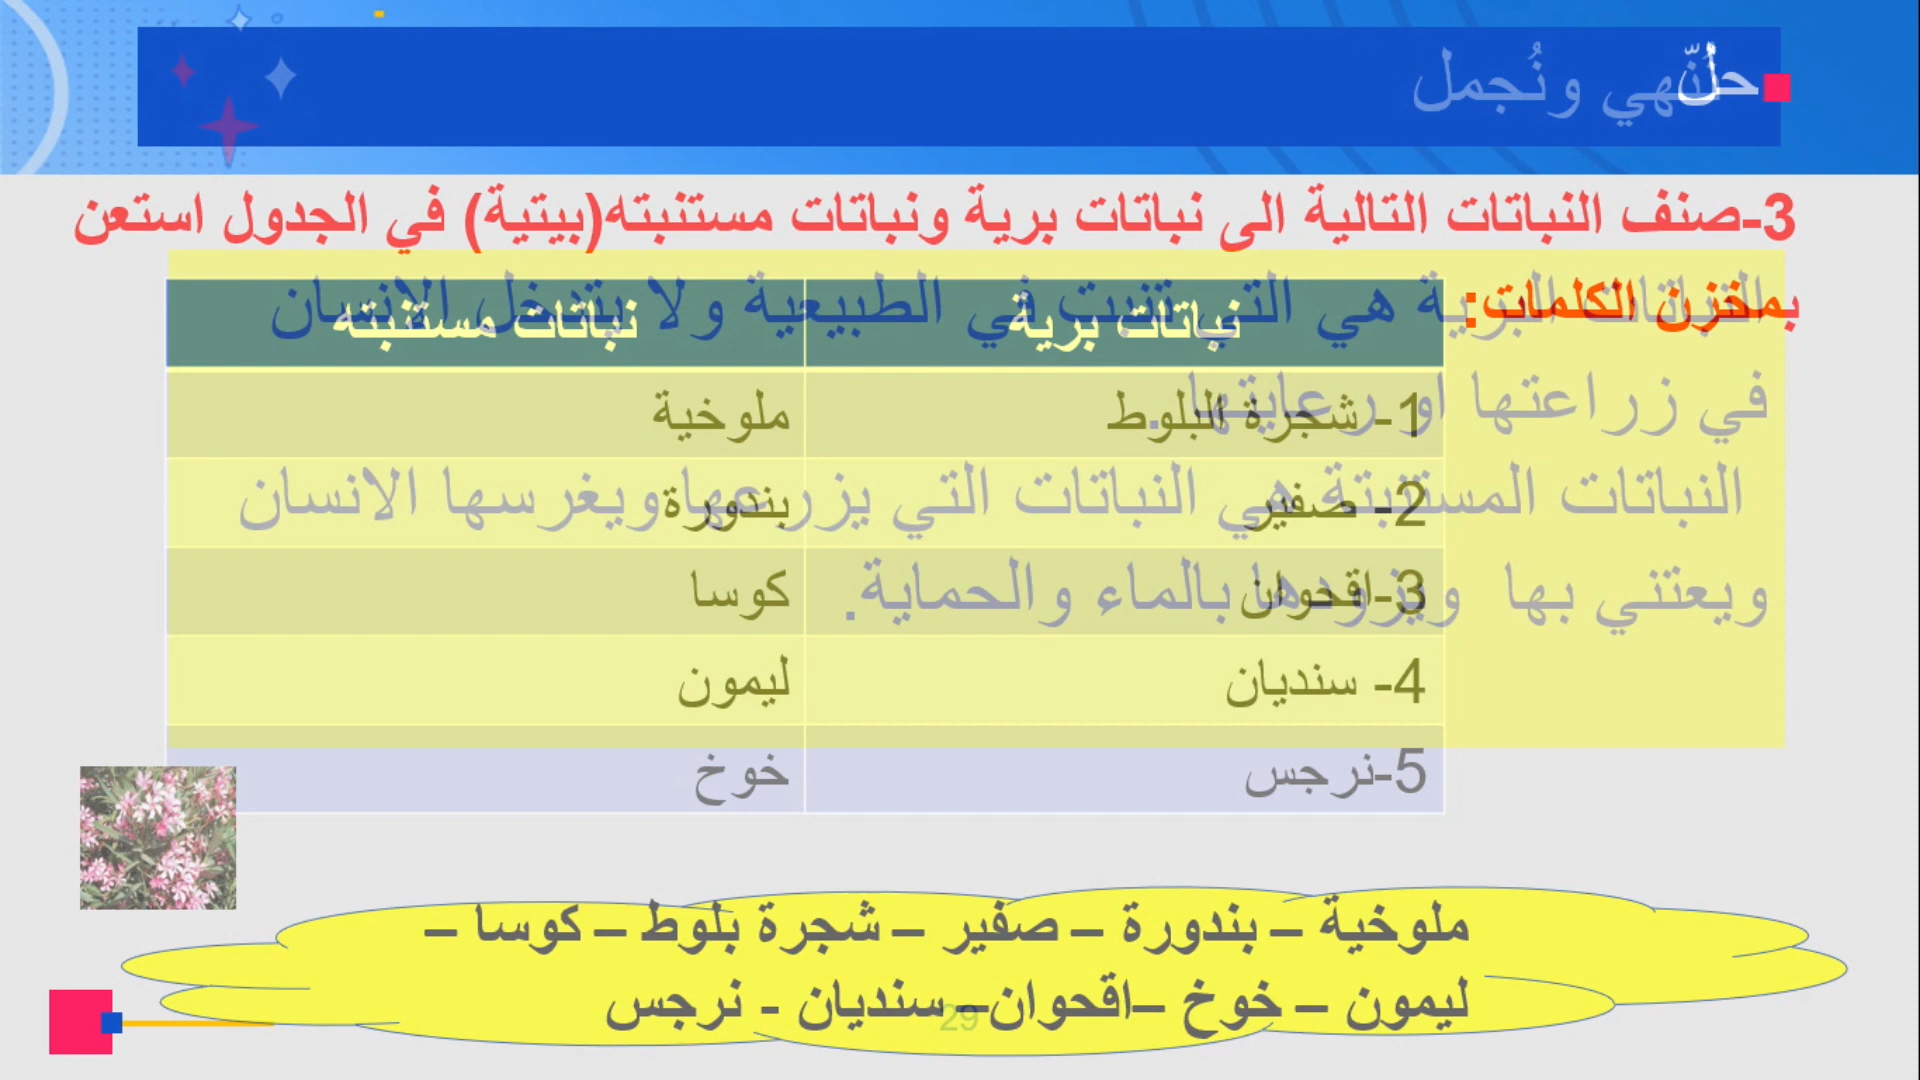 حل
نُنهي ونُجمل
3-صنف النباتات التالية الى نباتات برية ونباتات مستنبته(بيتية) في الجدول استعن
بمخزن الكلمات:
نباتات برية
نباتات مستنبته
1- شجرة البلوط
ملوخية
2- صفير
بندورة
3-اقحوان
كوسا
4- سنديان
ليمون
5-نرجس
خوخ
النباتات البرية هي التي تنبت في الطبيعية ولا يتدخل الانسان
في زراعتها او رعايتها.
النباتات المستنبتة هي النباتات التي يزرعها ويغرسها الانسان
ويعتني بها ويزودها بالماء والحماية.
ملوخية – بندورة – صفير – شجرة بلوط – كوسا –
ليمون – خوخ –اقحوان– سنديان - نرجس
29